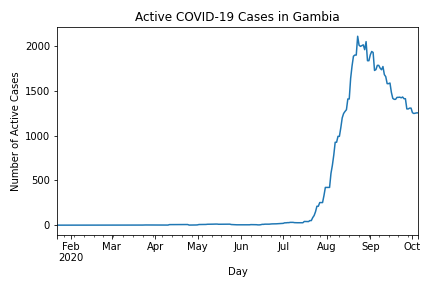 Active COVID-19 Cases in Gambia
Number of Active Cases
2000
1500
1000
500
0
Feb Mar Apr May Jun Jul Aug Sep Oct
2020
Day